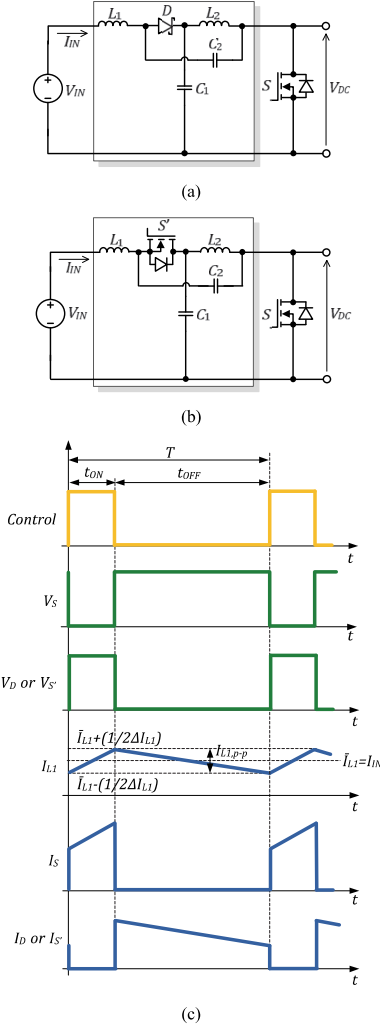 L1 D L2
IIN
C2
VIN C1 S VDC
(a)
S'
L1 L2
IIN
C2
VIN C1 S VDC
(b)
T
tON tOFF
Control
t
VS
t
VD or VS'
t
ĪL1+(1/2ΔIL1)
IL1,p-p
IL1
ĪL1=IIN
ĪL1-(1/2ΔIL1)
t
IS
t
ID or IS'
t
(c)